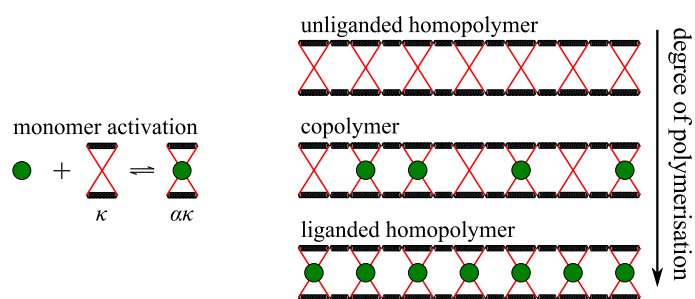 unliganded homopolymer
monomer activation
+
⇌
κ
ακ
copolymer
liganded homopolymer
degree of polymerisation